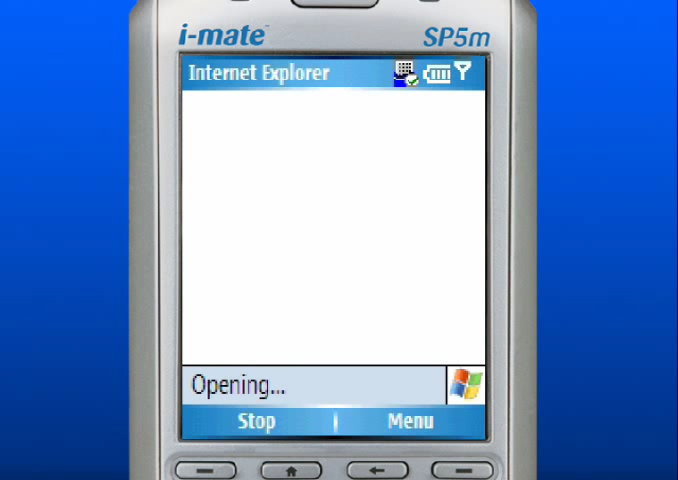 i-mate
SP5m
Internet Explorer
Opening...
Stop
Menu